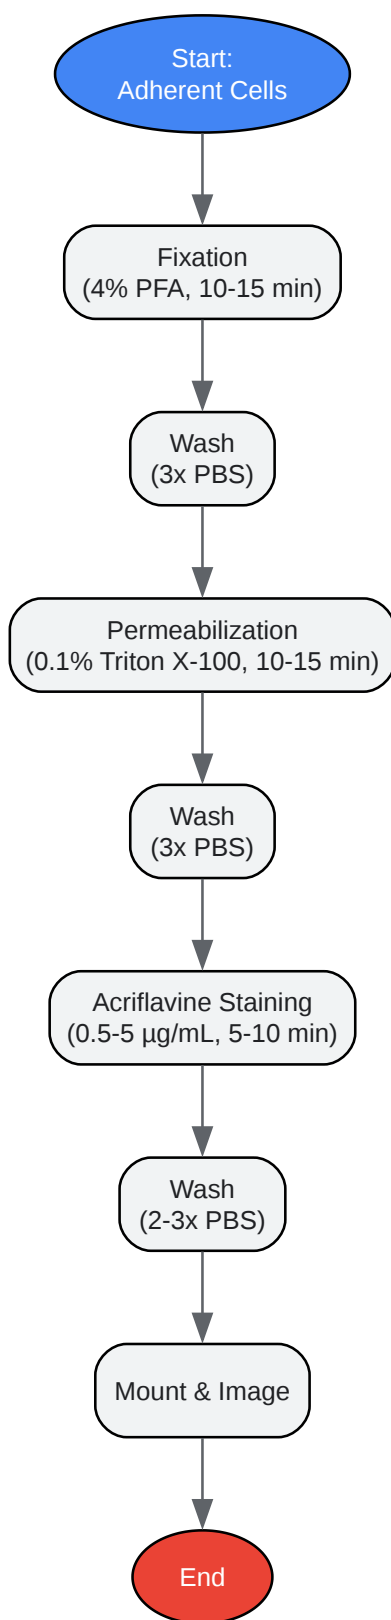 Start:
Adherent Cells
Fixation
(4% PFA, 10-15 min)
Wash
(3x PBS)
Permeabilization
(0.1% Triton X-100, 10-15 min)
Wash
(3x PBS)
Acriflavine Staining
(0.5-5 µg/mL, 5-10 min)
Wash
(2-3x PBS)
Mount & Image
End